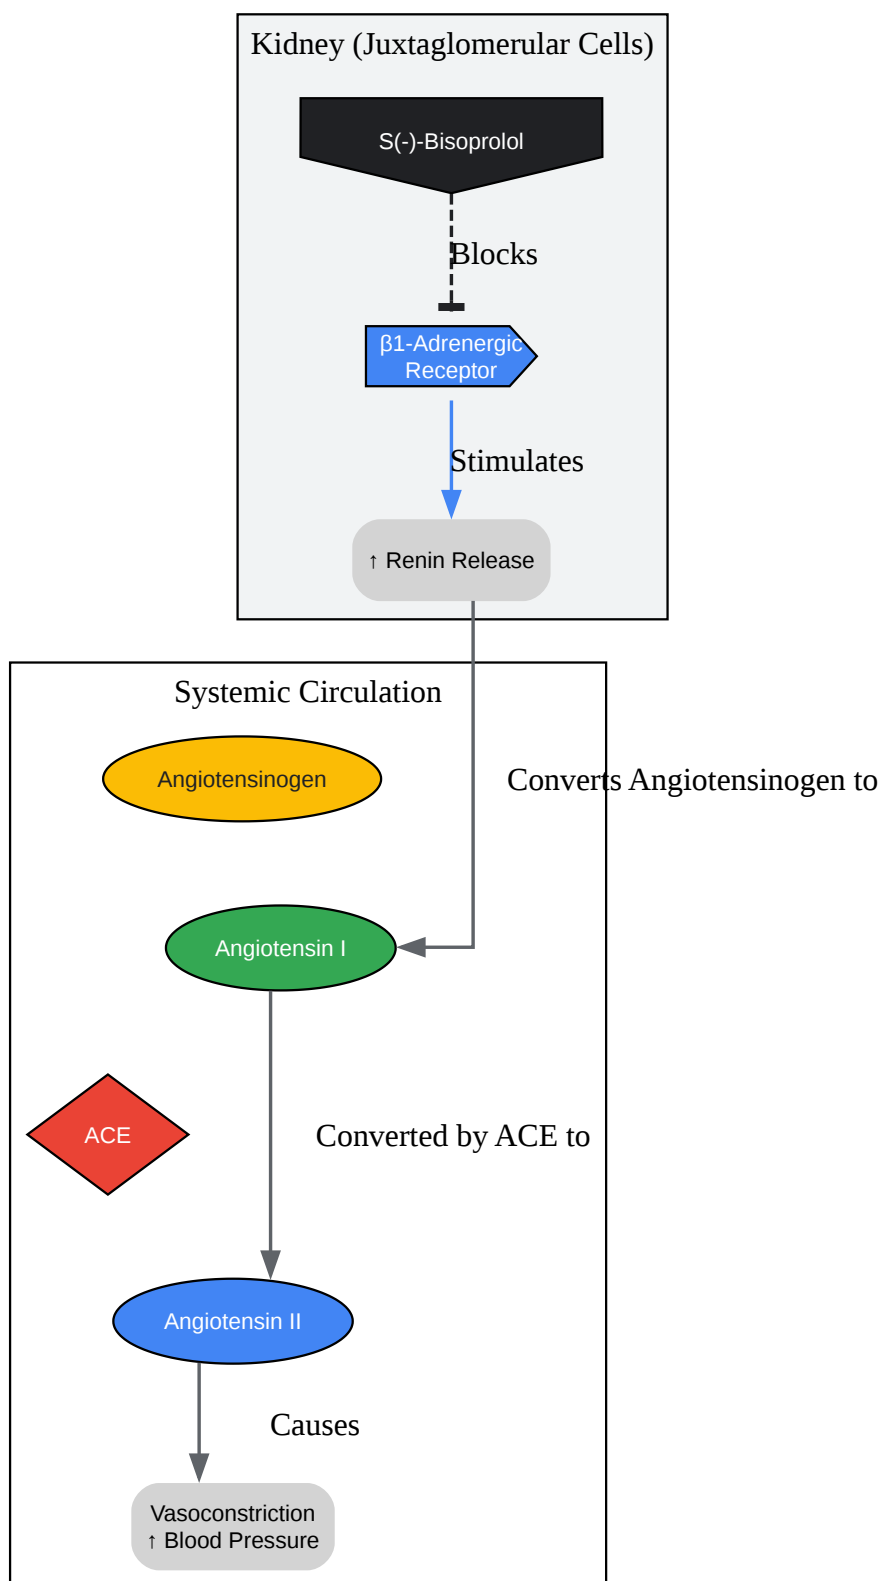 Kidney (Juxtaglomerular Cells)
S(-)-Bisoprolol
Blocks
β1-Adrenergic
Receptor
Stimulates
↑ Renin Release
Systemic Circulation
Angiotensinogen
Converts Angiotensinogen to
Angiotensin I
ACE
Converted by ACE to
Angiotensin II
Causes
Vasoconstriction
↑ Blood Pressure